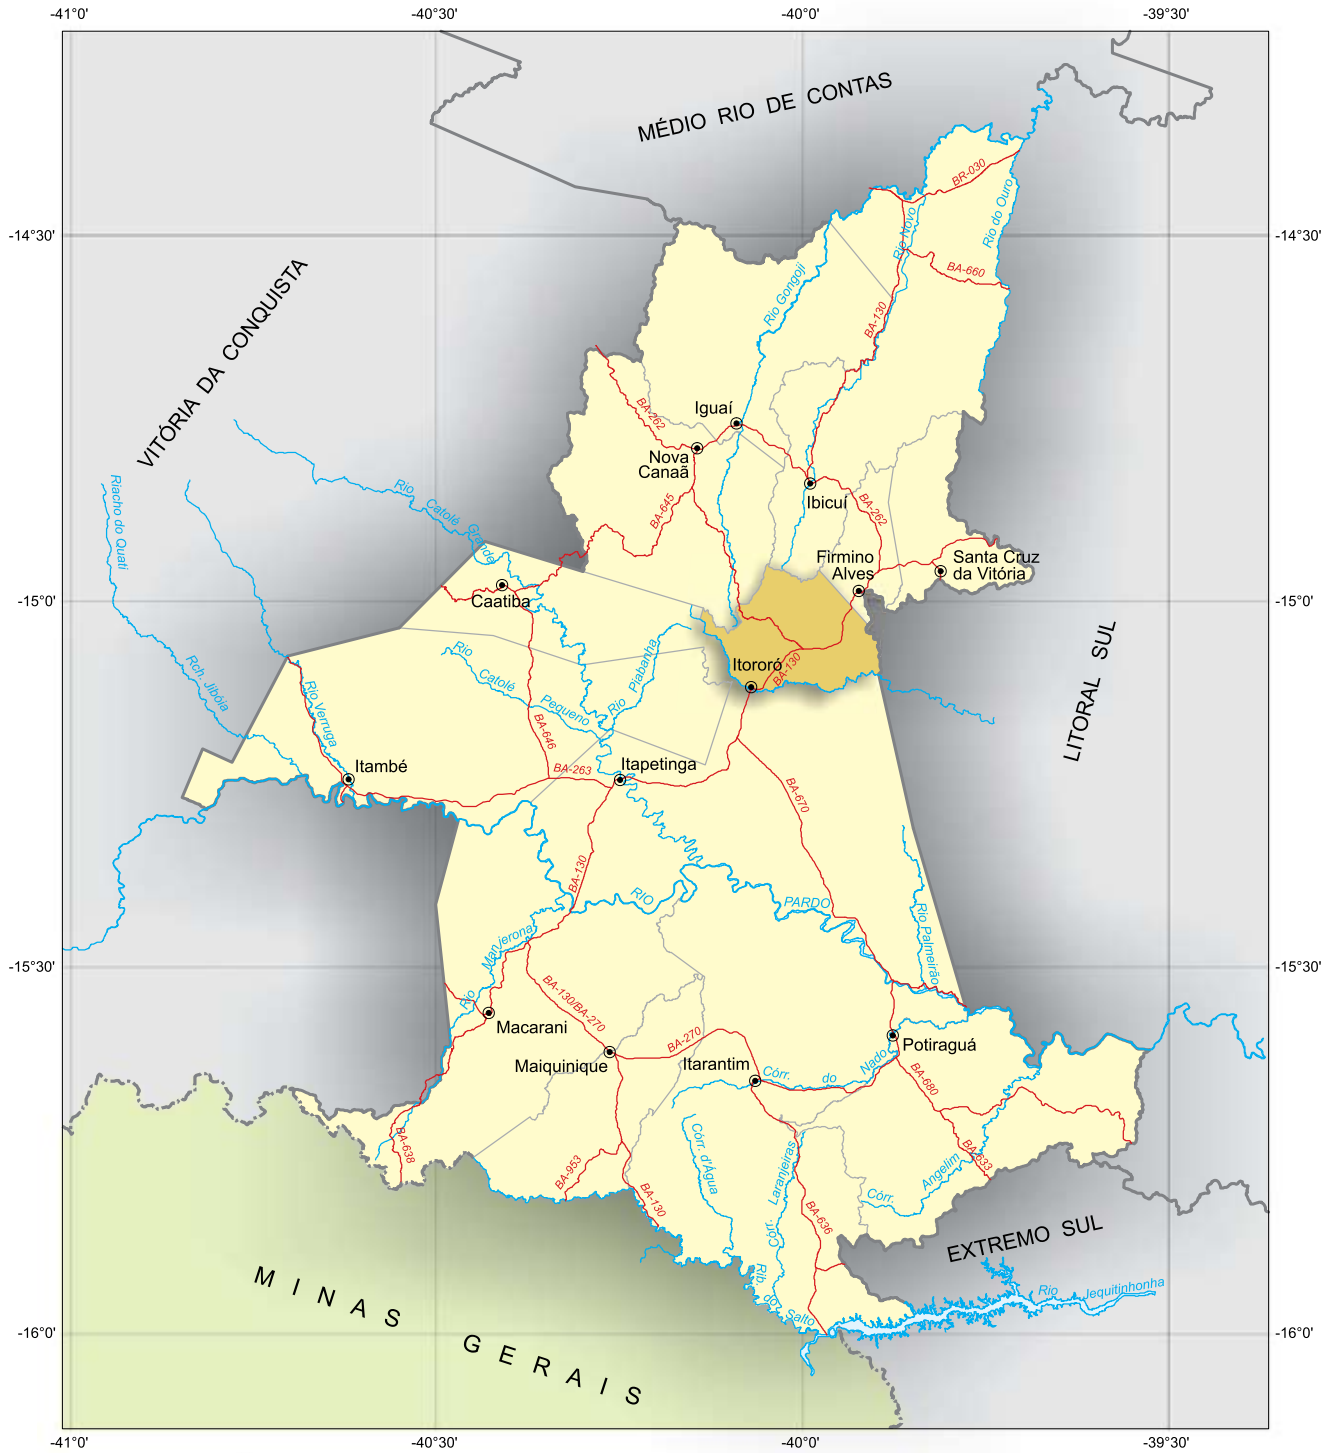 -41°0'
-40°30'
-40°0'
-39°30'
MÉDIO RIO DE CONTAS
BR-030
Rio do Ouro
Rio Novo
-14°30'
-14°30'
BA-660
Rio Gongoji
BA-130
VITÓRIA DA CONQUISTA
BA-262
Iguaí
Nova
Canaã
Ibicuí
BA-262
BA-645
Rio Catolé Grande
Riacho do Quati
Firmino
Alves
Santa Cruz
da Vitória
Caatiba
-15°0'
-15°0'
LITORAL SUL
Rch. Jibóia
Rio Catolé Pequeno
Rio Piabanha
Itororó
BA-130
Rio Verruga
BA-646
Itambé
BA-263
Itapetinga
BA-670
BA-130
RIO PARDO
Rio Palmeirão
Rio Manjerona
-15°30'
-15°30'
BA-130/BA-270
Macarani
Maiquinique
BA-270
Itarantim
Potiraguá
Córr. do Nado
BA-680
BA-638
BA-953
BA-130
Córr. d'Água
Córr. Laranjeiras
BA-633
Córr. Angelim
BA-636
EXTREMO SUL
Rib. do Salto
Rio Jequitinhonha
MINAS GERAIS
-16°0'
-16°0'
-41°0'
-40°30'
-40°0'
-39°30'